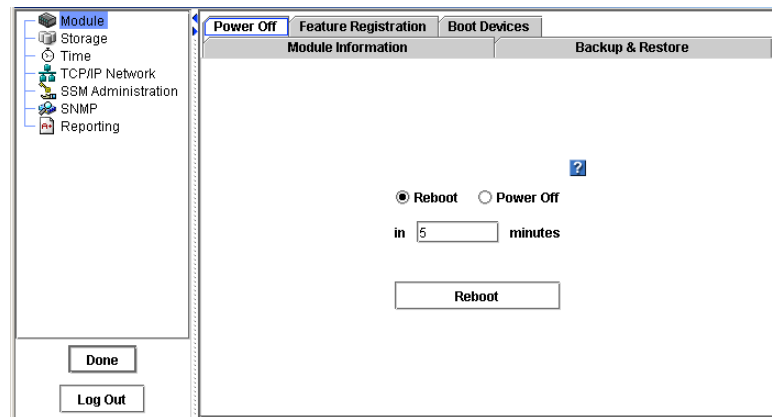 Module
Storage
Time
TCP/IP Network
SSM Administration
SNMP
Reporting
Done
Log Out
Power Off Feature Registration Boot Devices
Module Information Backup & Restore
?
Reboot Power Off
in 5 minutes
Reboot